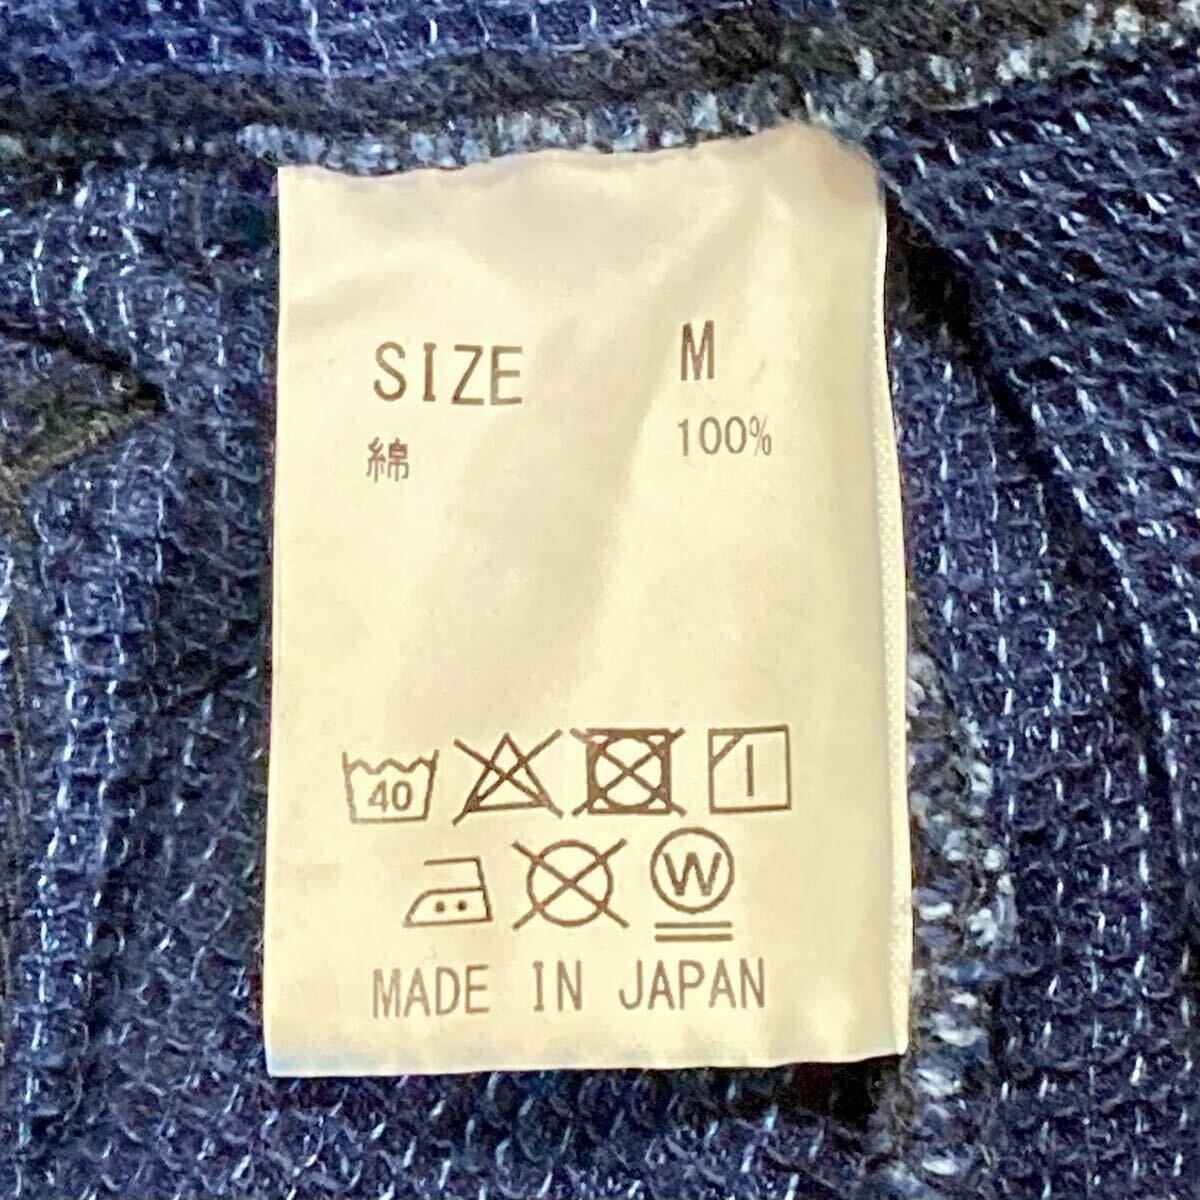 SIZE M
綿 100%
40
W
MADE IN JAPAN